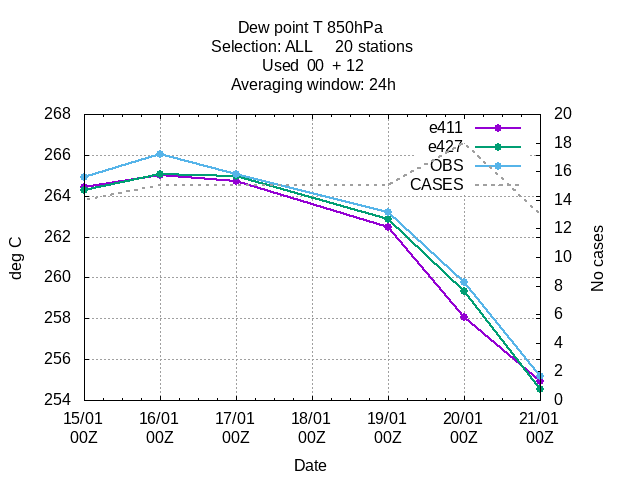 Dew point T 850hPa
Selection: ALL 20 stations
Used 00 + 12
Averaging window: 24h
268
266
264
262
260
258
256
254
deg C
20
18
16
14
12
10
8
6
4
2
0
No cases
e411
e427
OBS
CASES
15/01 16/01 17/01 18/01 19/01 20/01 21/01
00Z 00Z 00Z 00Z 00Z 00Z 00Z
Date